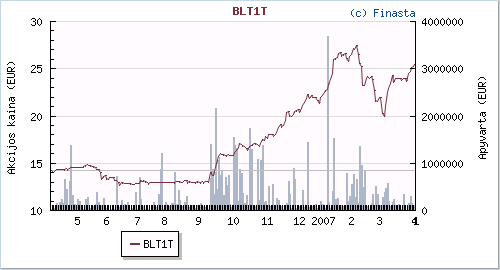 BLT1T
(c) Finasta
Akcijos kaina (EUR)
30
25
20
15
10
4000000
3000000
2000000
1000000
0
Apyvarta (EUR)
5 6 7 8 9 10 11 12 2007 2 3 4
BLT1T